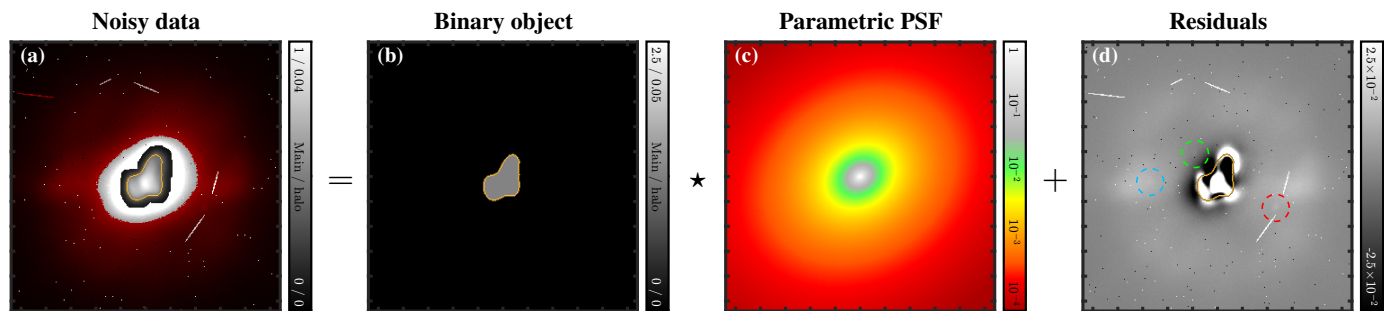 Noisy data
Binary object
Parametric PSF
Residuals
(a)
1 / 0.04
Main / halo
0 / 0
=
(b)
2.5 / 0.05
Main / halo
0 / 0
★
(c)
1
10⁻¹
10⁻²
10⁻³
10⁻⁴
+
(d)
2.5×10⁻²
-2.5×10⁻²